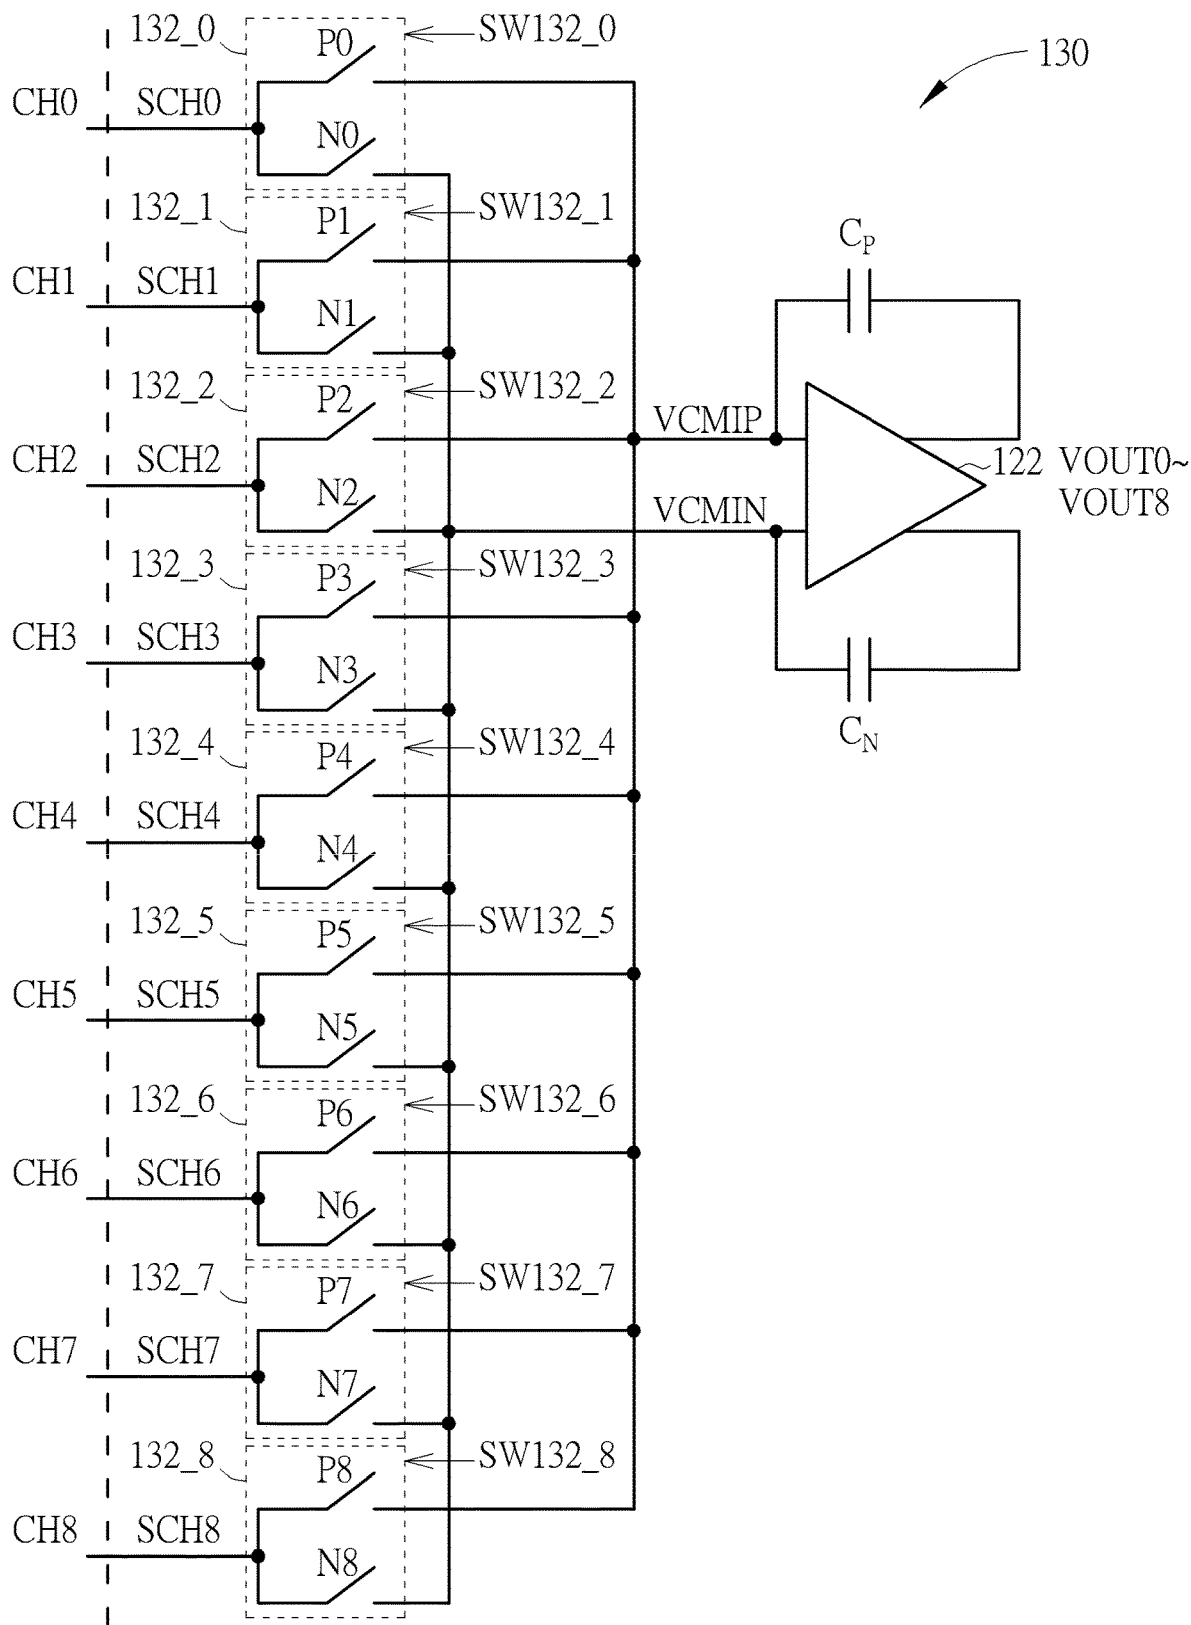 132_0
P0
SW132_0
130
CH0
SCH0
N0
132_1
P1
SW132_1
CH1
SCH1
N1
C_P
132_2
P2
SW132_2
CH2
SCH2
N2
VCMIP
VCMIN
122
VOUT0~
VOUT8
132_3
P3
SW132_3
CH3
SCH3
N3
C_N
132_4
P4
SW132_4
CH4
SCH4
N4
132_5
P5
SW132_5
CH5
SCH5
N5
132_6
P6
SW132_6
CH6
SCH6
N6
132_7
P7
SW132_7
CH7
SCH7
N7
132_8
P8
SW132_8
CH8
SCH8
N8